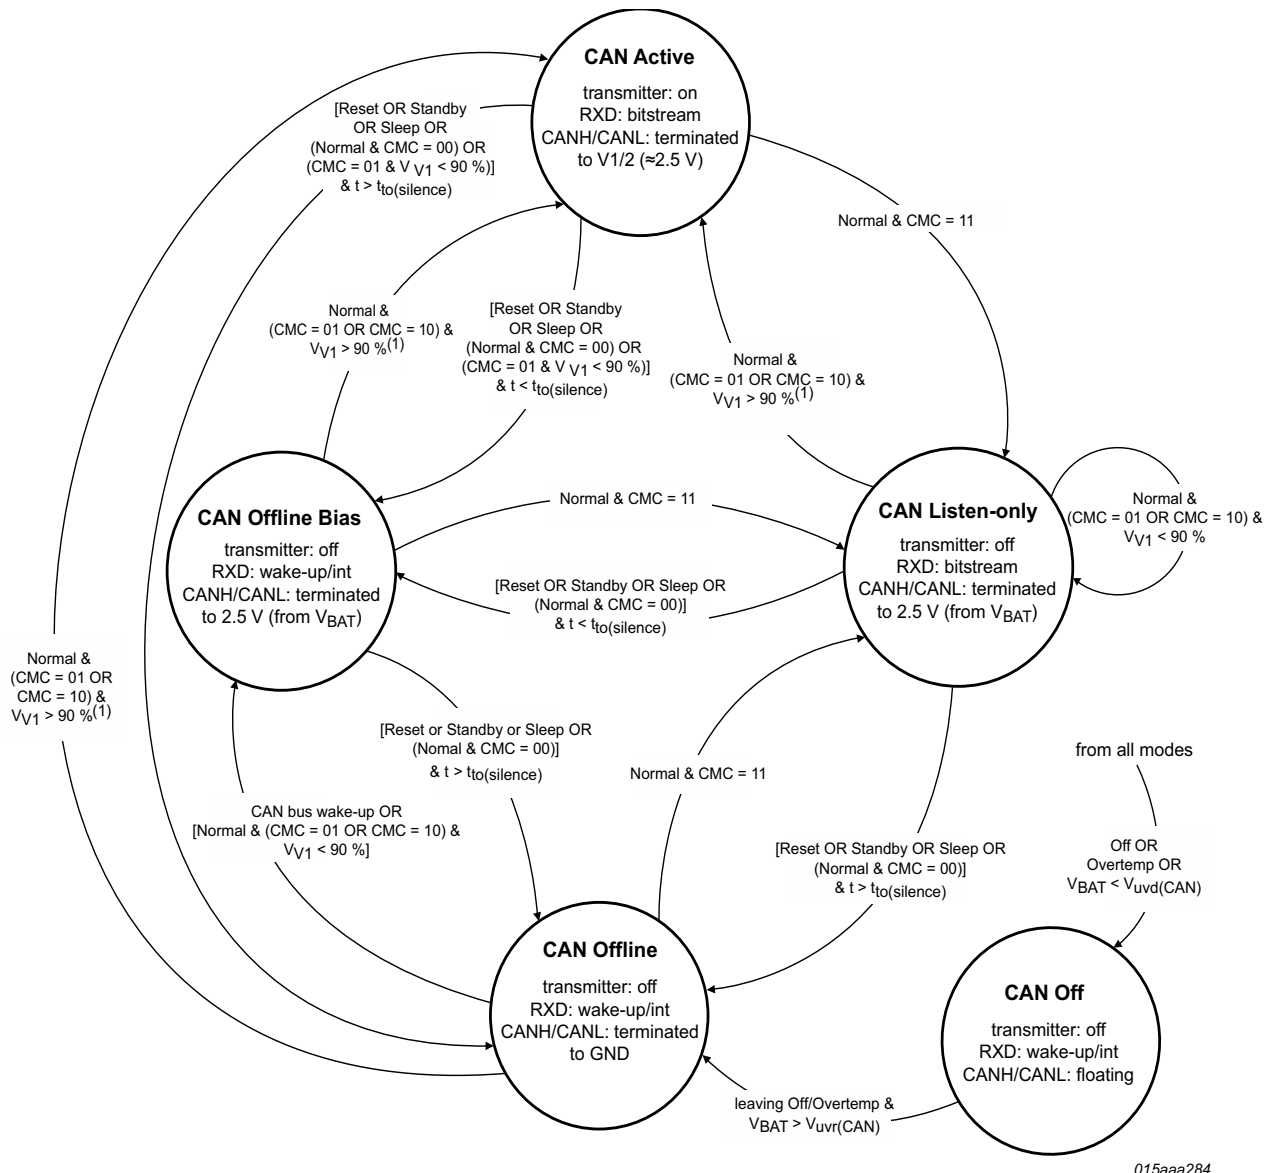 CAN Active
transmitter: on
RXD: bitstream
CANH/CANL: terminated
to V1/2 (≈2.5 V)
[Reset OR Standby
OR Sleep OR
(Normal & CMC = 00) OR
(CMC = 01 & V V1 < 90 %)]
& t > tto(silence)
Normal & CMC = 11
Normal &
(CMC = 01 OR CMC = 10) &
VV1 > 90 %(1)
[Reset OR Standby
OR Sleep OR
(Normal & CMC = 00) OR
(CMC = 01 & V V1 < 90 %)]
& t < tto(silence)
Normal &
(CMC = 01 OR CMC = 10) &
VV1 > 90 %(1)
CAN Offline Bias
transmitter: off
RXD: wake-up/int
CANH/CANL: terminated
to 2.5 V (from VBAT)
Normal & CMC = 11
[Reset OR Standby OR Sleep OR
(Normal & CMC = 00)]
& t < tto(silence)
CAN Listen-only
transmitter: off
RXD: bitstream
CANH/CANL: terminated
to 2.5 V (from VBAT)
Normal &
(CMC = 01 OR CMC = 10) &
VV1 < 90 %
Normal &
(CMC = 01 OR
CMC = 10) &
VV1 > 90 %(1)
[Reset or Standby or Sleep OR
(Nomal & CMC = 00)]
& t > tto(silence)
Normal & CMC = 11
CAN bus wake-up OR
[Normal & (CMC = 01 OR CMC = 10) &
VV1 < 90 %]
[Reset OR Standby OR Sleep OR
(Normal & CMC = 00)]
& t > tto(silence)
from all modes
Off OR
Overtemp OR
VBAT < Vuvd(CAN)
CAN Offline
transmitter: off
RXD: wake-up/int
CANH/CANL: terminated
to GND
CAN Off
transmitter: off
RXD: wake-up/int
CANH/CANL: floating
leaving Off/Overtemp &
VBAT > Vuvr(CAN)
015aaa284